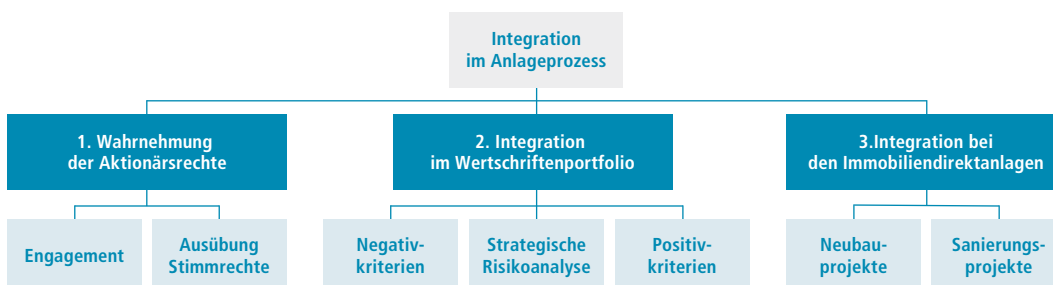 Integration
im Anlageprozess
1. Wahrnehmung
der Aktionärsrechte
2. Integration
im Wertschriftenportfolio
3.Integration bei
den Immobiliendirektanlagen
Engagement
Ausübung
Stimmrechte
Negativ-
kriterien
Strategische
Risikoanalyse
Positiv-
kriterien
Neubau-
projekte
Sanierungs-
projekte